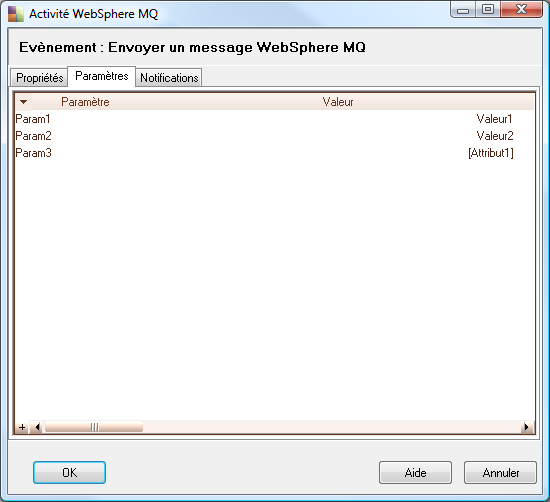 Activité WebSphere MQ
Evènement : Envoyer un message WebSphere MQ
Propriétés Paramètres Notifications
Paramètre Valeur
Param1 Valeur1
Param2 Valeur2
Param3 [Attribut1]
+
OK Aide Annuler